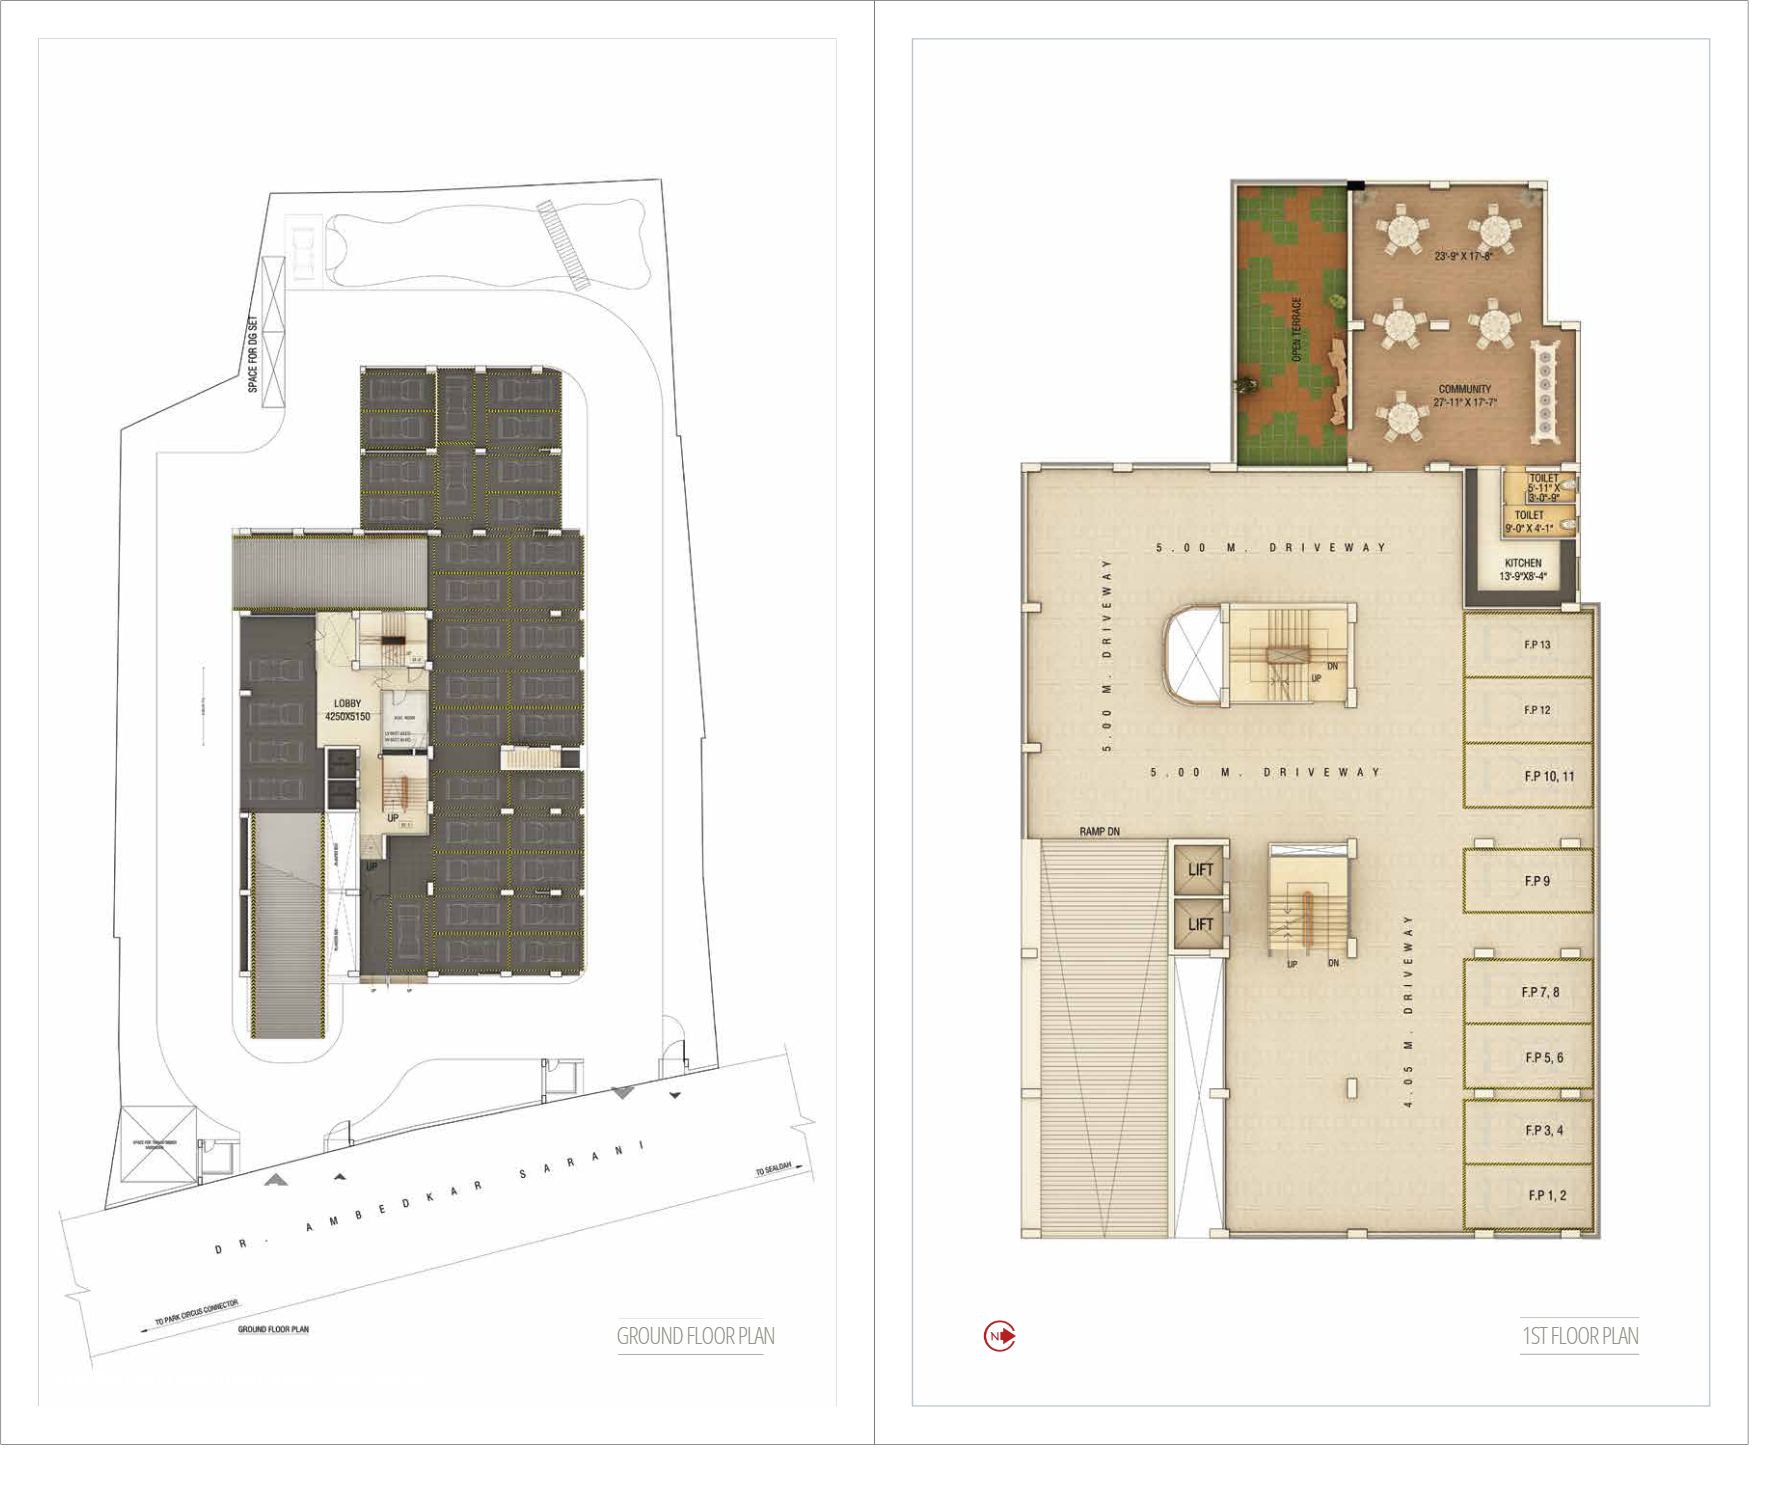 SPACE FOR DG SET
LOBBY
4250X5150
UP
UP
UP
UP
UP
DR. AMBEDKAR SARANI
TO SEALDAH
TO PARK CIRCUS CONNECTOR
GROUND FLOOR PLAN
GROUND FLOOR PLAN
23'-9" X 17'-8"
OPEN TERRACE
COMMUNITY
27'-11" X 17'-7"
TOILET
5'-11" X
3'-0"-9"
TOILET
9'-0" X 4'-1"
KITCHEN
13'-9"X8'-4"
5.00 M. DRIVEWAY
5.00 M. DRIVEWAY
DN
UP
5.00 M. DRIVEWAY
F.P 13
F.P 12
F.P 10, 11
RAMP DN
LIFT
LIFT
UP
DN
4.05 M. DRIVEWAY
F.P 9
F.P 7, 8
F.P 5, 6
F.P 3, 4
F.P 1, 2
N
1ST FLOOR PLAN